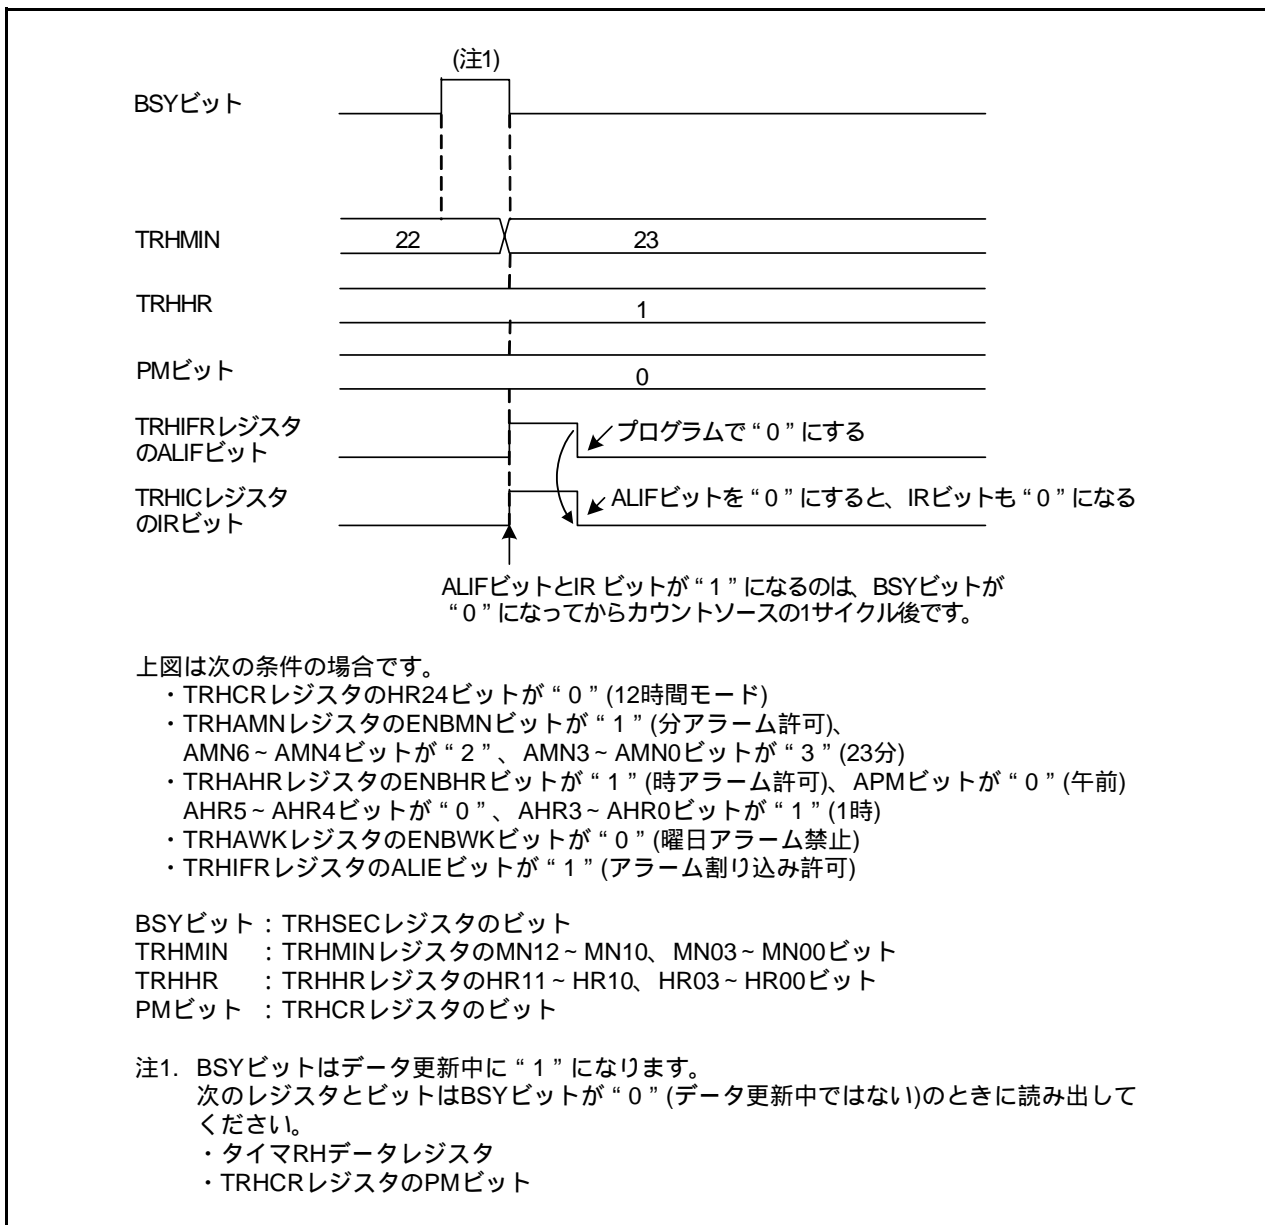 (注1)
BSYビット
TRHMIN 22 23
TRHHR 1
PMビット 0
TRHIFRレジスタ
のALIFビット
プログラムで“0”にする
TRHICレジスタ
のIRビット
ALIFビットを“0”にすると、IRビットも“0”になる
ALIFビットとIR ビットが“1”になるのは、BSYビットが
“0”になってからカウントソースの1サイクル後です。
上図は次の条件の場合です。
・TRHCRレジスタのHR24ビットが“0”(12時間モード)
・TRHAMNレジスタのENBMNビットが“1”(分アラーム許可)、
AMN6~AMN4ビットが“2”、AMN3~AMN0ビットが“3”(23分)
・TRHAHRレジスタのENBHRビットが“1”(時アラーム許可)、APMビットが“0”(午前)
AHR5~AHR4ビットが“0”、AHR3~AHR0ビットが“1”(1時)
・TRHAWKレジスタのENBWKビットが“0”(曜日アラーム禁止)
・TRHIFRレジスタのALIEビットが“1”(アラーム割り込み許可)
BSYビット:TRHSECレジスタのビット
TRHMIN :TRHMINレジスタのMN12~MN10、MN03~MN00ビット
TRHHR :TRHHRレジスタのHR11~HR10、HR03~HR00ビット
PMビット :TRHCRレジスタのビット
注1. BSYビットはデータ更新中に“1”になります。
次のレジスタとビットはBSYビットが“0”(データ更新中ではない)のときに読み出して
ください。
・タイマRHデータレジスタ
・TRHCRレジスタのPMビット